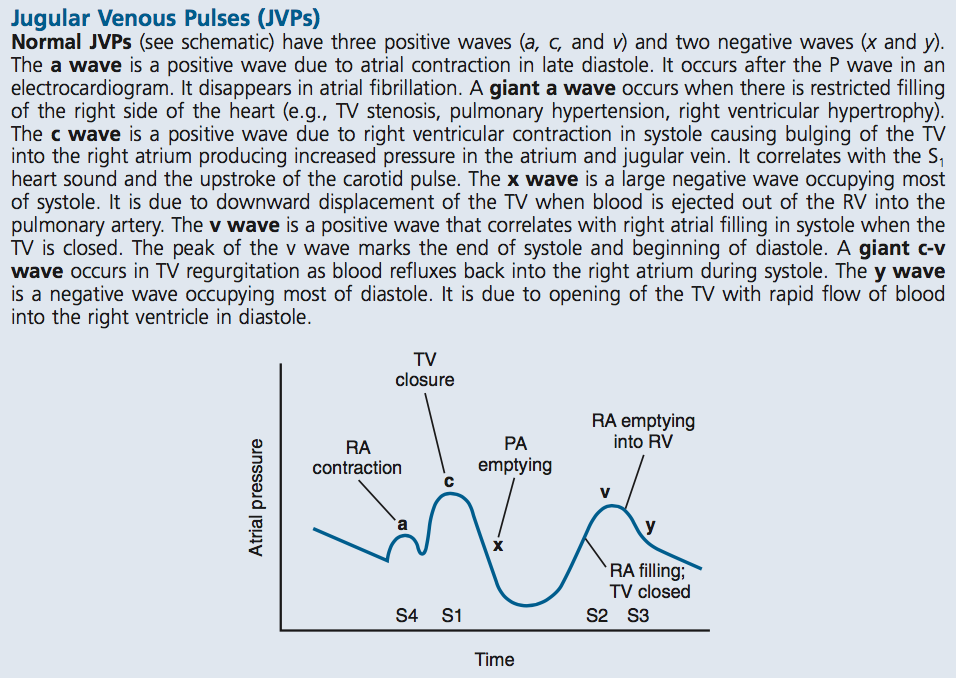 Jugular Venous Pulses (JVPs)
Normal JVPs (see schematic) have three positive waves (a, c, and v) and two negative waves (x and y).
The a wave is a positive wave due to atrial contraction in late diastole. It occurs after the P wave in an
electrocardiogram. It disappears in atrial fibrillation. A giant a wave occurs when there is restricted filling
of the right side of the heart (e.g., TV stenosis, pulmonary hypertension, right ventricular hypertrophy).
The c wave is a positive wave due to right ventricular contraction in systole causing bulging of the TV
into the right atrium producing increased pressure in the atrium and jugular vein. It correlates with the S₁
heart sound and the upstroke of the carotid pulse. The x wave is a large negative wave occupying most
of systole. It is due to downward displacement of the TV when blood is ejected out of the RV into the
pulmonary artery. The v wave is a positive wave that correlates with right atrial filling in systole when the
TV is closed. The peak of the v wave marks the end of systole and beginning of diastole. A giant c-v
wave occurs in TV regurgitation as blood refluxes back into the right atrium during systole. The y wave
is a negative wave occupying most of diastole. It is due to opening of the TV with rapid flow of blood
into the right ventricle in diastole.
TV
closure
RA
contraction
PA
emptying
RA emptying
into RV
a
c
x
v
y
RA filling;
TV closed
S4
S1
S2
S3
Atrial pressure
Time